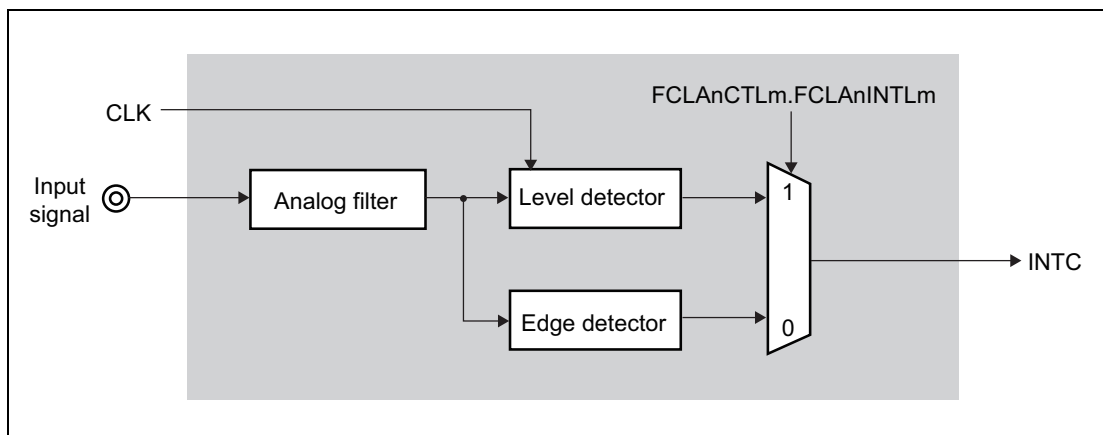 CLK
FCLAnCTLm.FCLAnINTLm
Input
signal
Analog filter
Level detector
1
INTC
Edge detector
0